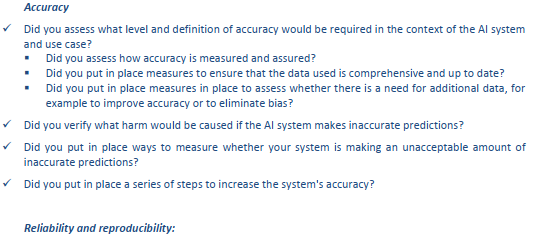 Accuracy
✓ Did you assess what level and definition of accuracy would be required in the context of the AI system
and use case?
▪ Did you assess how accuracy is measured and assured?
▪ Did you put in place measures to ensure that the data used is comprehensive and up to date?
▪ Did you put in place measures in place to assess whether there is a need for additional data, for
example to improve accuracy or to eliminate bias?
✓ Did you verify what harm would be caused if the AI system makes inaccurate predictions?
✓ Did you put in place ways to measure whether your system is making an unacceptable amount of
inaccurate predictions?
✓ Did you put in place a series of steps to increase the system's accuracy?
Reliability and reproducibility: